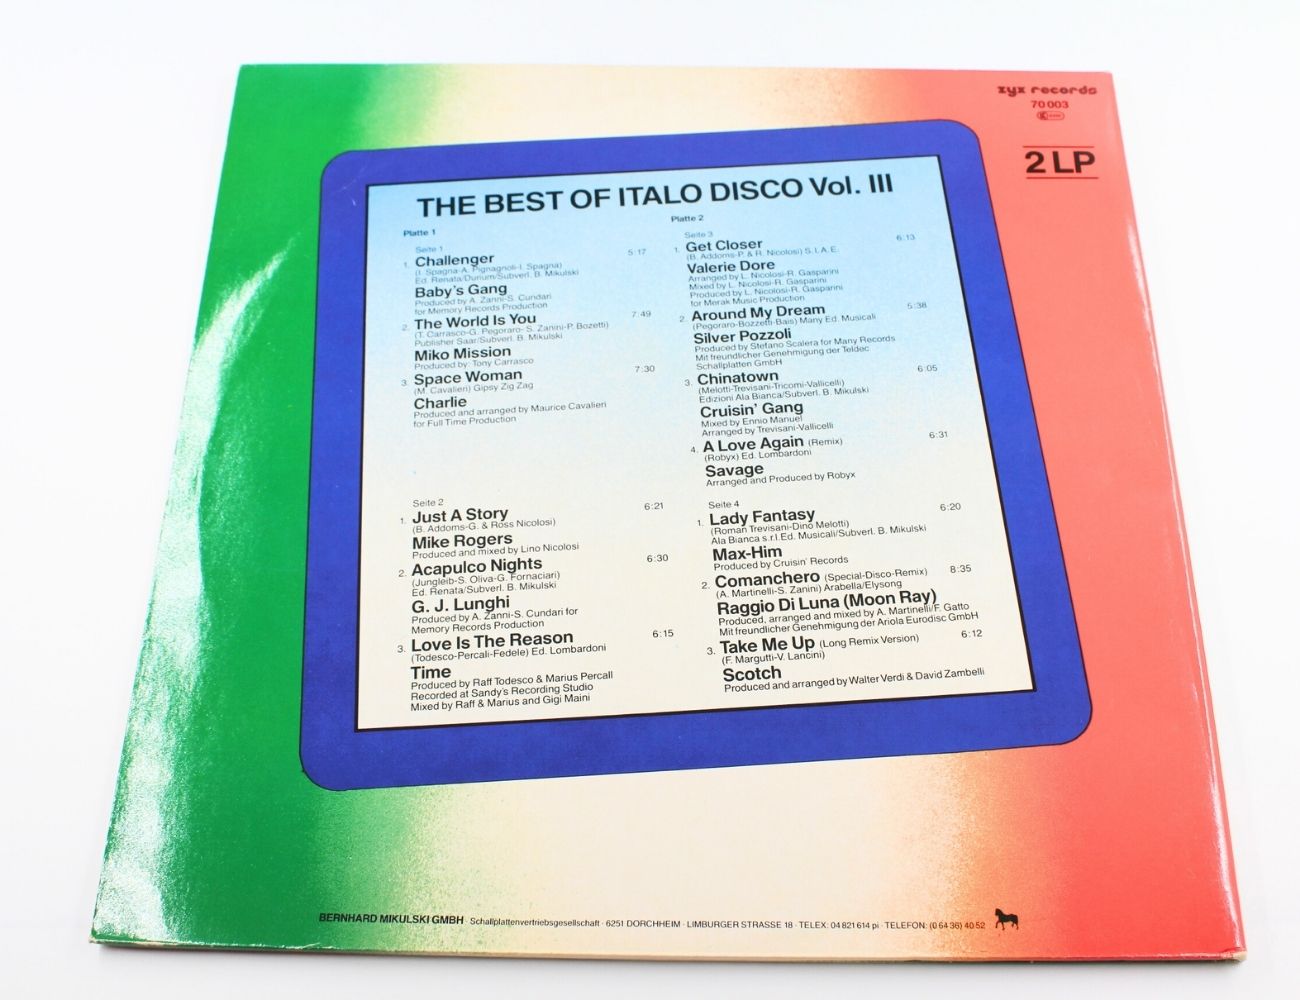 zyx records
70 003
2 LP
THE BEST OF ITALO DISCO Vol. III
Platte 1
Seite 1
1. Challenger 5:17
(I. Spagna-A. Pignagnoli-I. Spagna)
Ed. Renata/Durium/Subverl. B. Mikulski
Baby's Gang
Produced by A. Zanni-S. Cundari
for Memory Records Production
2. The World Is You 7:49
(T. Carrasco-G. Pegoraro- S. Zanini-P. Bozetti)
Publisher Saar/Subverl. B. Mikulski
Miko Mission
Produced by: Tony Carrasco
3. Space Woman 7:30
(M. Cavalieri) Gipsy Zig Zag
Charlie
Produced and arranged by Maurice Cavalieri
for Full Time Production
Seite 2
1. Just A Story 6:21
(B. Addoms-G. & Ross Nicolosi)
Mike Rogers
Produced and mixed by Lino Nicolosi
2. Acapulco Nights 6:30
(Jungleib-S. Oliva-G. Fornaciari)
Ed. Renata/Subverl. B. Mikulski
G. J. Lunghi
Produced by A. Zanni-S. Cundari for
Memory Records Production
3. Love Is The Reason 6:15
(Todesco-Percali-Fedele) Ed. Lombardoni
Time
Produced by Raff Todesco & Marius Percall
Recorded at Sandy's Recording Studio
Mixed by Raff & Marius and Gigi Maini
Platte 2
Seite 3
1. Get Closer 6:13
(B. Addoms-P. & R. Nicolosi) S.I.A.E.
Valerie Dore
Arranged by L. Nicolosi-R. Gasparini
Mixed by L. Nicolosi-R. Gasparini
Produced by L. Nicolosi-R. Gasparini
for Merak Music Production
2. Around My Dream 5:38
(Pegoraro-Bozzetti-Bais) Many Ed. Musicali
Silver Pozzoli
Produced by Stefano Scalera for Many Records
Mit freundlicher Genehmigung der Teldec
Schallplatten GmbH
3. Chinatown 6:05
(Melotti-Trevisani-Tricomi-Vallicelli)
Edizioni Ala Bianca/Subverl. B. Mikulski
Cruisin' Gang
Mixed by Ennio Manuel
Arranged by Trevisani-Vallicelli
4. A Love Again (Remix) 6:31
(Robyx) Ed. Lombardoni
Savage
Arranged and Produced by Robyx
Seite 4
1. Lady Fantasy 6:20
(Roman Trevisani-Dino Melotti)
Ala Bianca s.r.l. Ed. Musicali/Subverl. B. Mikulski
Max-Him
Produced by Cruisin' Records
2. Comanchero (Special-Disco-Remix) 8:35
(A. Martinelli-S. Zanini) Arabella/Elysong
Raggio Di Luna (Moon Ray)
Produced, arranged and mixed by A. Martinelli/F. Gatto
Mit freundlicher Genehmigung der Ariola Eurodisc GmbH
3. Take Me Up (Long Remix Version) 6:12
(F. Margutti-V. Lancini)
Scotch
Produced and arranged by Walter Verdi & David Zambelli
BERNHARD MIKULSKI GMBH · Schallplattenvertriebsgesellschaft · 6251 DORCHHEIM · LIMBURGER STRASSE 18 · TELEX: 04 821 614 pi · TELEFON: (0 64 36) 40 52